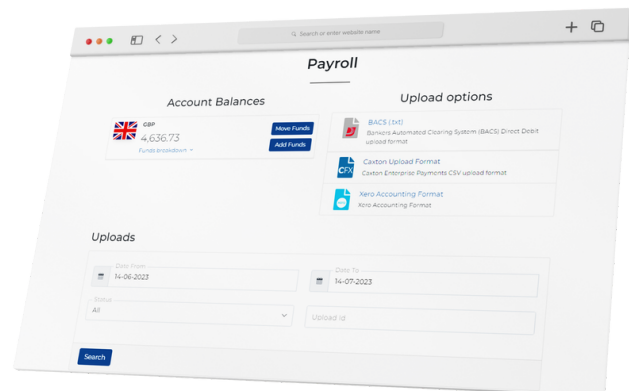 Search or enter website name
Payroll
Account Balances
Upload options
GBP
4,636.73
Funds breakdown
Move Funds
Add Funds
BACS (.txt)
Bankers Automated Clearing System (BACS) Direct Debit
upload format
CFX
Caxton Upload Format
Caxton Enterprise Payments CSV upload format
Xero Accounting Format
Xero Accounting Format
Uploads
Date From
14-06-2023
Date To
14-07-2023
Status
All
Upload Id
Search